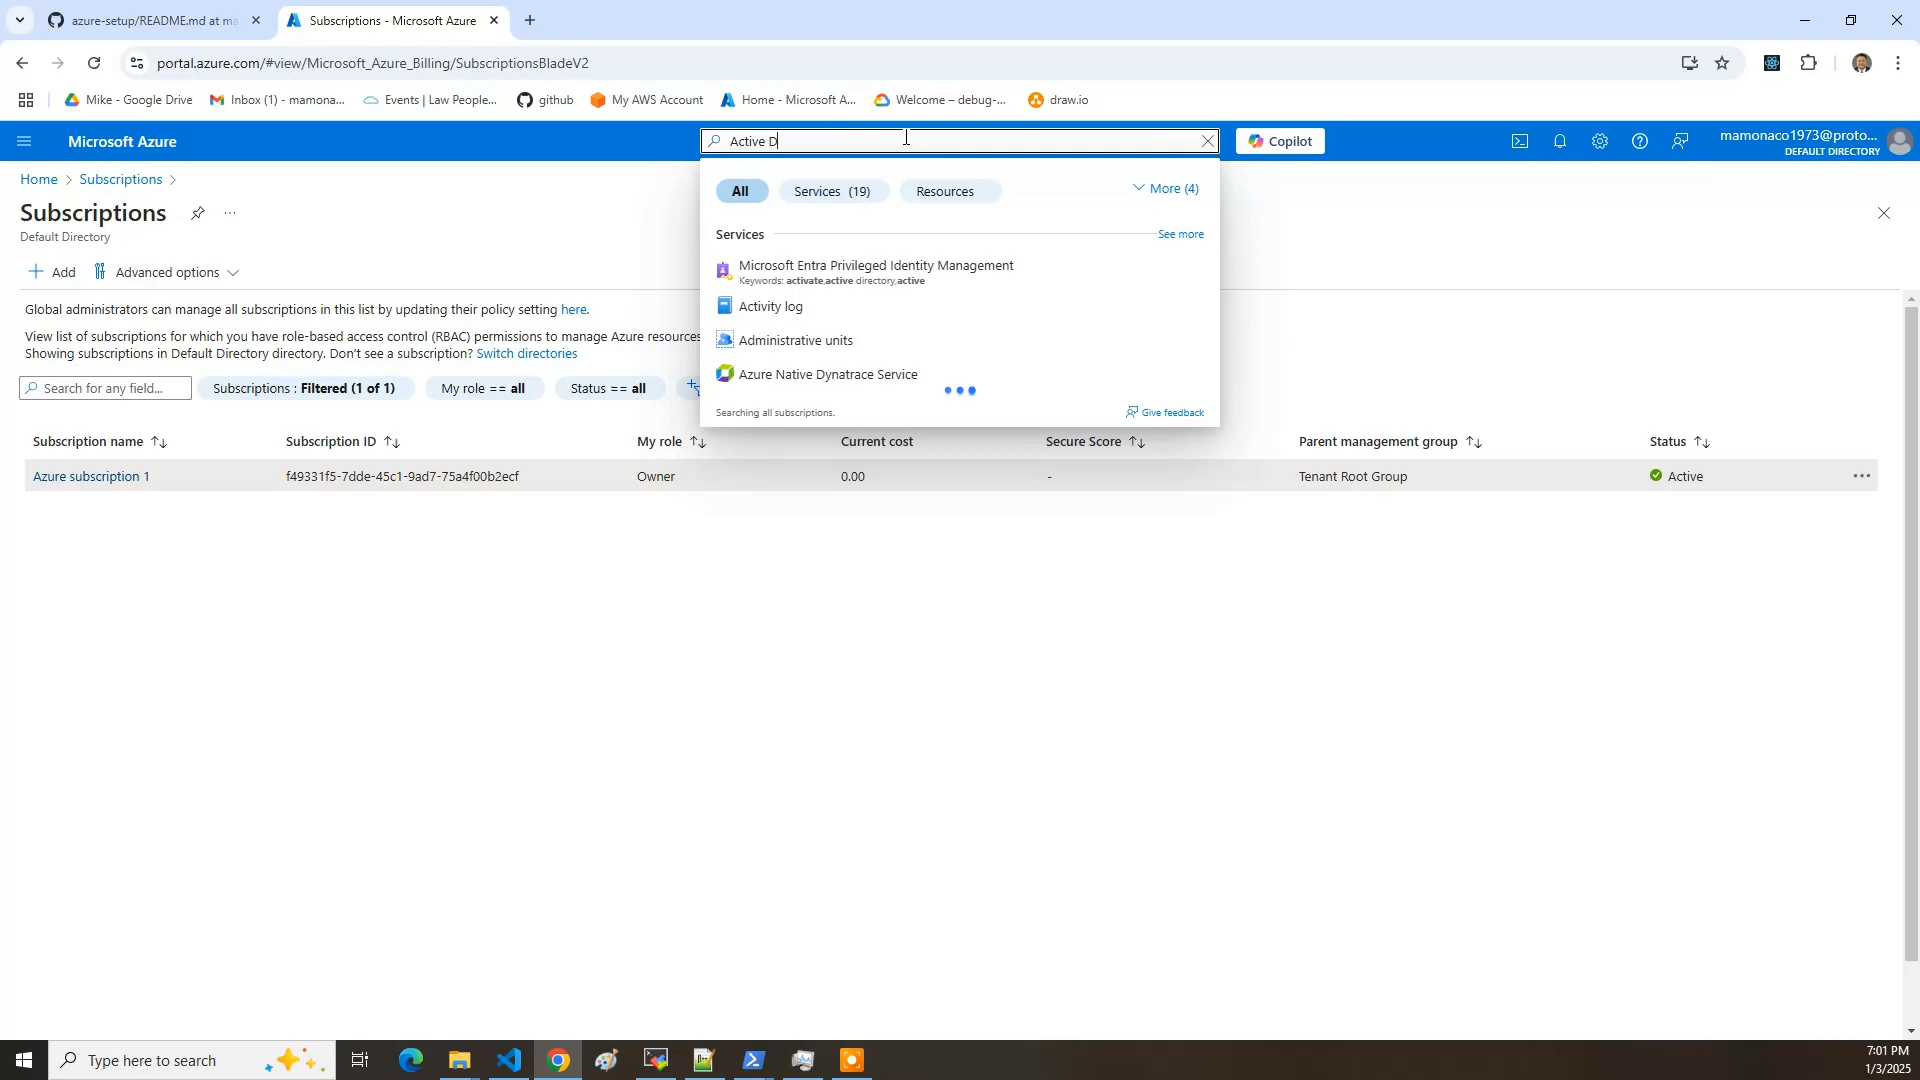 azure-setup/README.md at ma
Subscriptions - Microsoft Azure
portal.azure.com/#view/Microsoft_Azure_Billing/SubscriptionsBladeV2
Mike - Google Drive
Inbox (1) - mamona...
Events | Law People...
github
My AWS Account
Home - Microsoft A...
Welcome – debug-...
draw.io
Microsoft Azure
Active D
Copilot
mamonaco1973@proto...
DEFAULT DIRECTORY
Home > Subscriptions >
Subscriptions
Default Directory
Add
Advanced options
All
Services (19)
Resources
More (4)
Services
See more
Microsoft Entra Privileged Identity Management
Keywords: activate,active directory,active
Activity log
Administrative units
Azure Native Dynatrace Service
Searching all subscriptions.
Give feedback
Global administrators can manage all subscriptions in this list by updating their policy setting here.
View list of subscriptions for which you have role-based access control (RBAC) permissions to manage Azure resources
Showing subscriptions in Default Directory directory. Don't see a subscription? Switch directories
Search for any field...
Subscriptions : Filtered (1 of 1)
My role == all
Status == all
Subscription name
Subscription ID
My role
Current cost
Secure Score
Parent management group
Status
Azure subscription 1
f49331f5-7dde-45c1-9ad7-75a4f00b2ecf
Owner
0.00
-
Tenant Root Group
Active
Type here to search
7:01 PM
1/3/2025